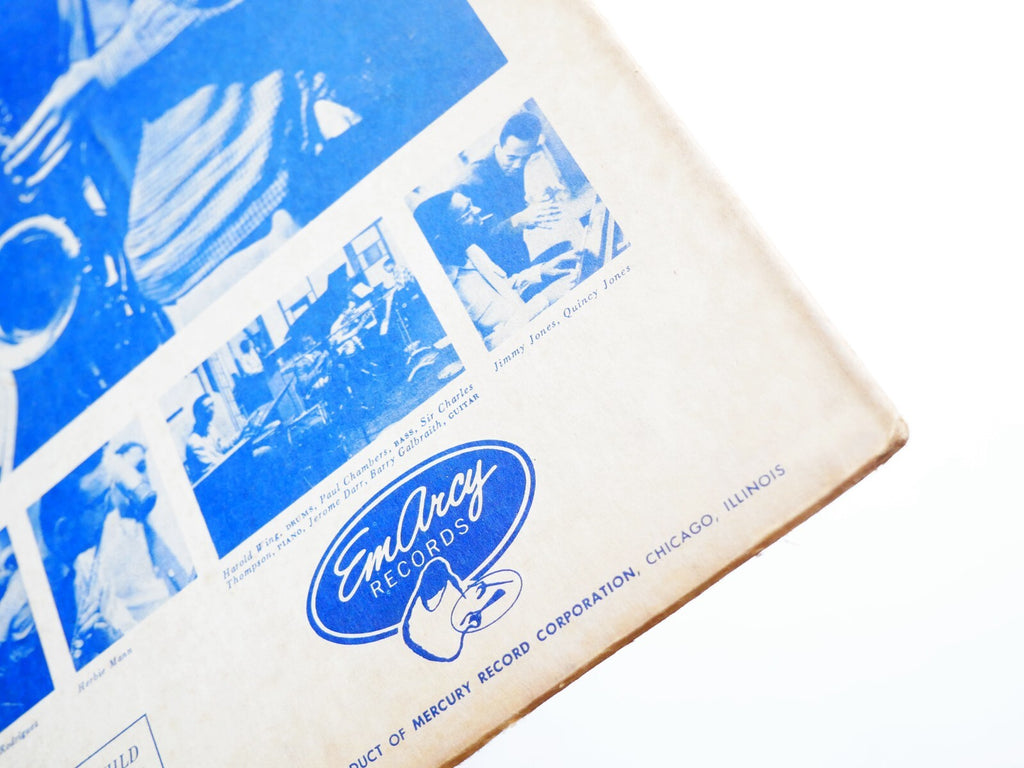 Jimmy Jones, Quincy Jones
Harold Wing, DRUMS, Paul Chambers, BASS, Sir Charles
Thompson, PIANO, Jerome Darr, Barry Galbraith, GUITAR
EmArcy
RECORDS
Herbie Mann
Rodriguez
DUCT OF MERCURY RECORD CORPORATION, CHICAGO, ILLINOIS